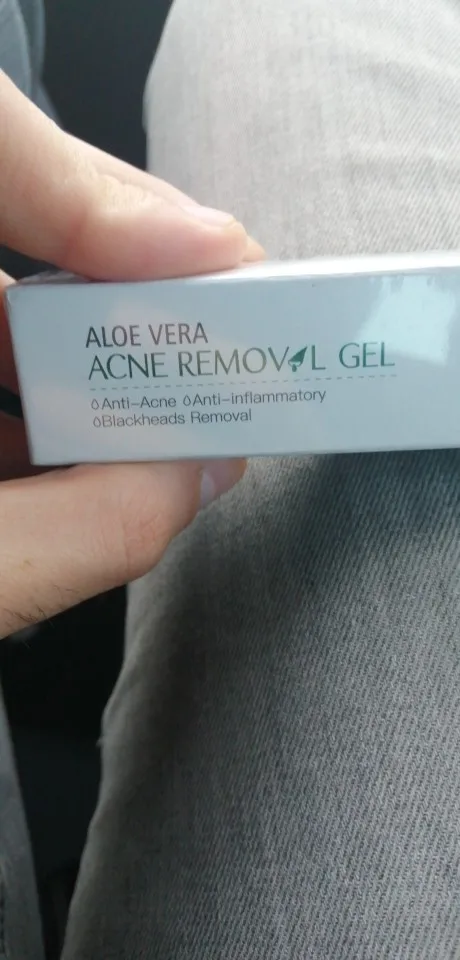 ALOE VERA
ACNE REMOVAL GEL
Anti-Acne Anti-inflammatory
Blackheads Removal